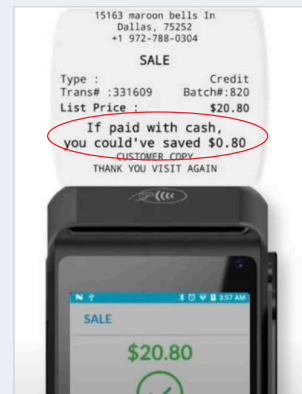 15163 maroon bells In
Dallas, 75252
+1 972-788-0304
SALE
Type : Credit
Trans# :331609 Batch#:820
List Price : $20.80
If paid with cash,
you could've saved $0.80
CUSTOMER COPY
THANK YOU VISIT AGAIN
3:57 AM
SALE
$20.80